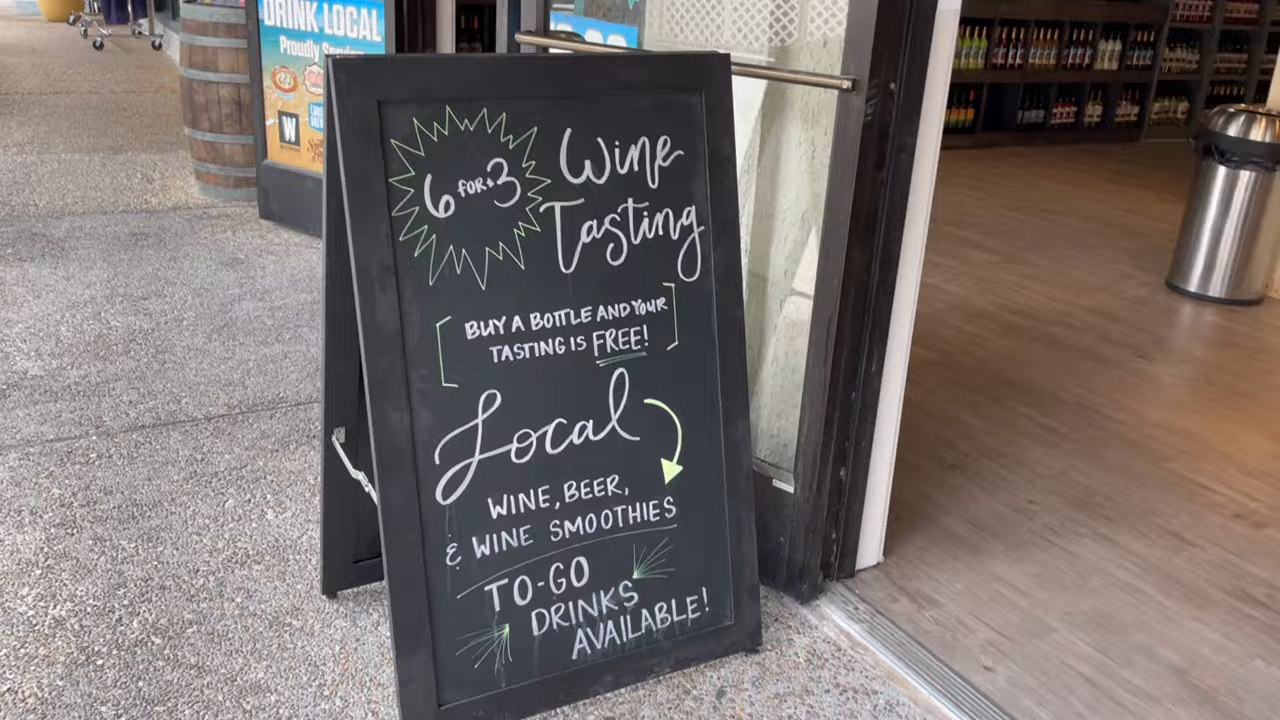 DRINK LOCAL
Proudly
W
6 FOR $3
Wine
Tasting
BUY A BOTTLE AND YOUR
TASTING IS FREE!
Local
WINE, BEER,
& WINE SMOOTHIES
TO-GO
DRINKS
AVAILABLE!